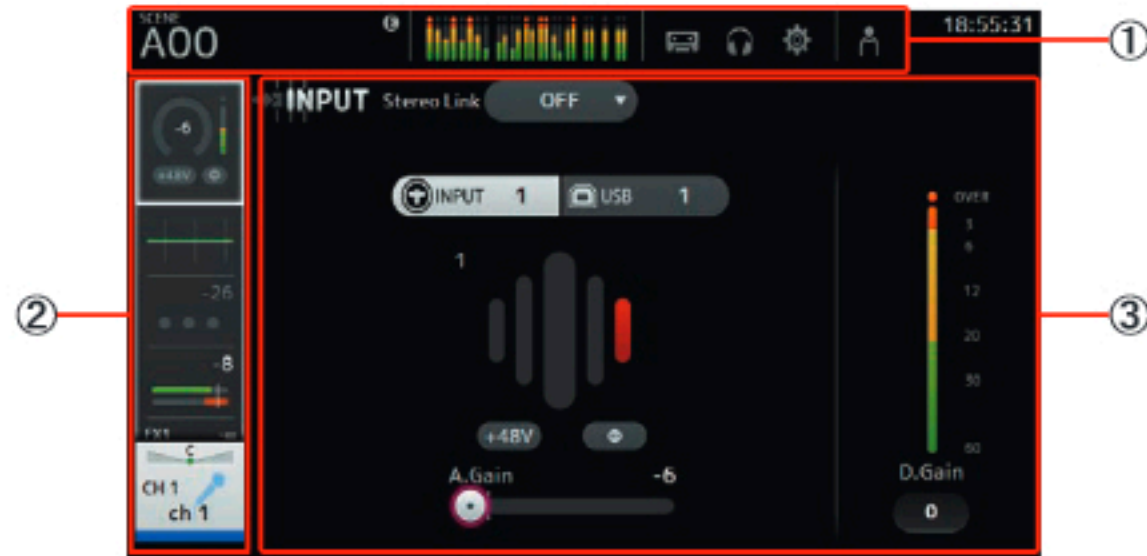 SCENE
A00
18:55:31
①
-6
+48V
-26
-8
FX1 -∞
C
CH 1
ch 1
②
INPUT Stereo Link OFF
INPUT 1 USB 1
1
+48V
A.Gain -6
OVER
3
6
12
20
30
60
D.Gain
0
③